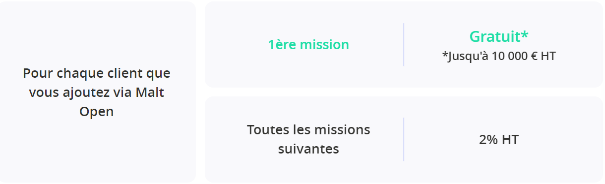 Pour chaque client que
vous ajoutez via Malt
Open
1ère mission
Gratuit*
*Jusqu'à 10 000 € HT
Toutes les missions
suivantes
2% HT